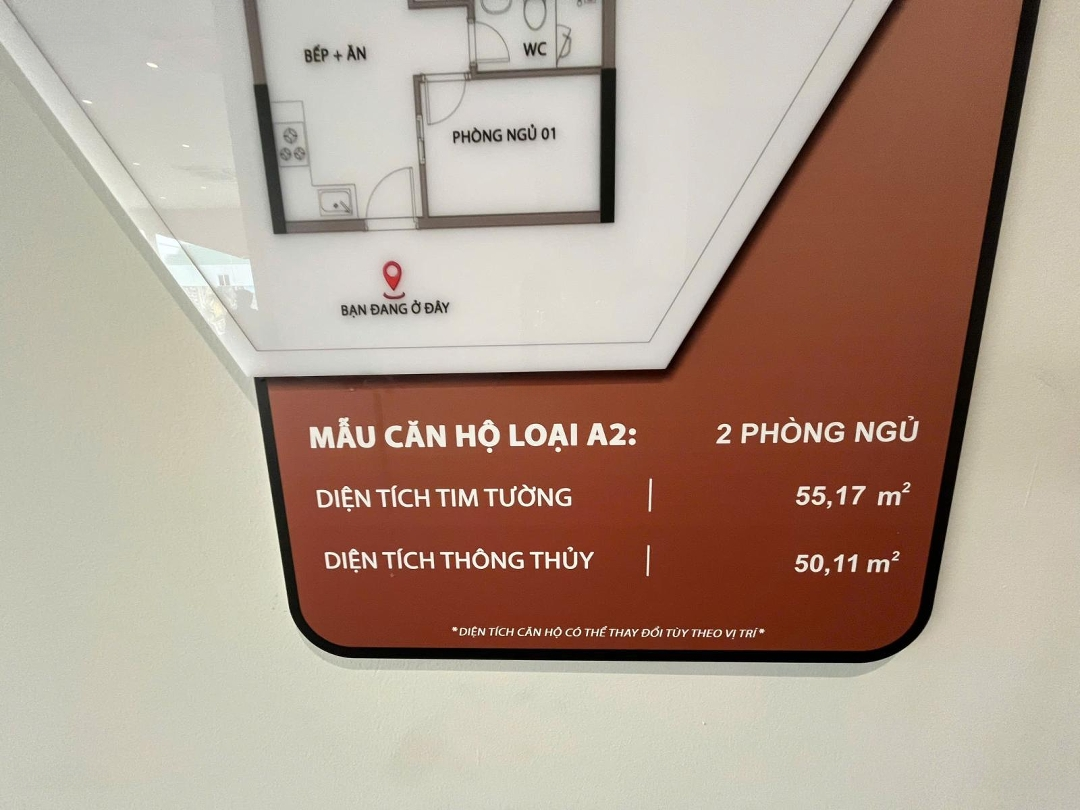 BẾP + ĂN
WC
PHÒNG NGỦ 01
BẠN ĐANG Ở ĐÂY
MẪU CĂN HỘ LOẠI A2: 2 PHÒNG NGỦ
DIỆN TÍCH TIM TƯỜNG | 55,17 m²
DIỆN TÍCH THÔNG THỦY | 50,11 m²
*DIỆN TÍCH CĂN HỘ CÓ THỂ THAY ĐỔI TÙY THEO VỊ TRÍ*